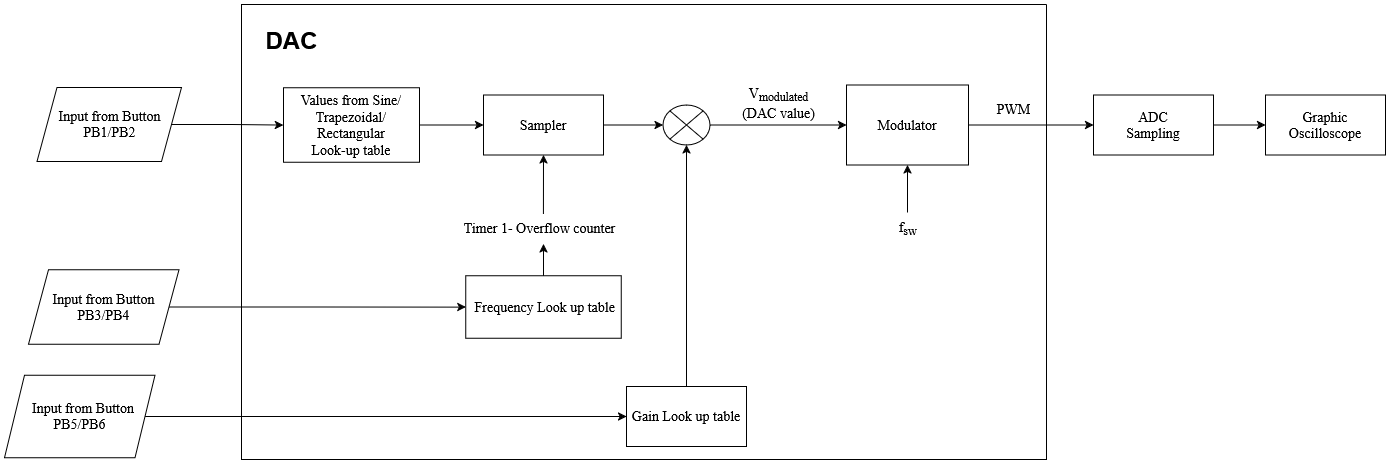 DAC
Input from Button
PB1/PB2
Values from Sine/
Trapezoidal/
Rectangular
Look-up table
Sampler
Vmodulated
(DAC value)
Modulator
PWM
ADC
Sampling
Graphic
Oscilloscope
Timer 1- Overflow counter
fsw
Input from Button
PB3/PB4
Frequency Look up table
Input from Button
PB5/PB6
Gain Look up table